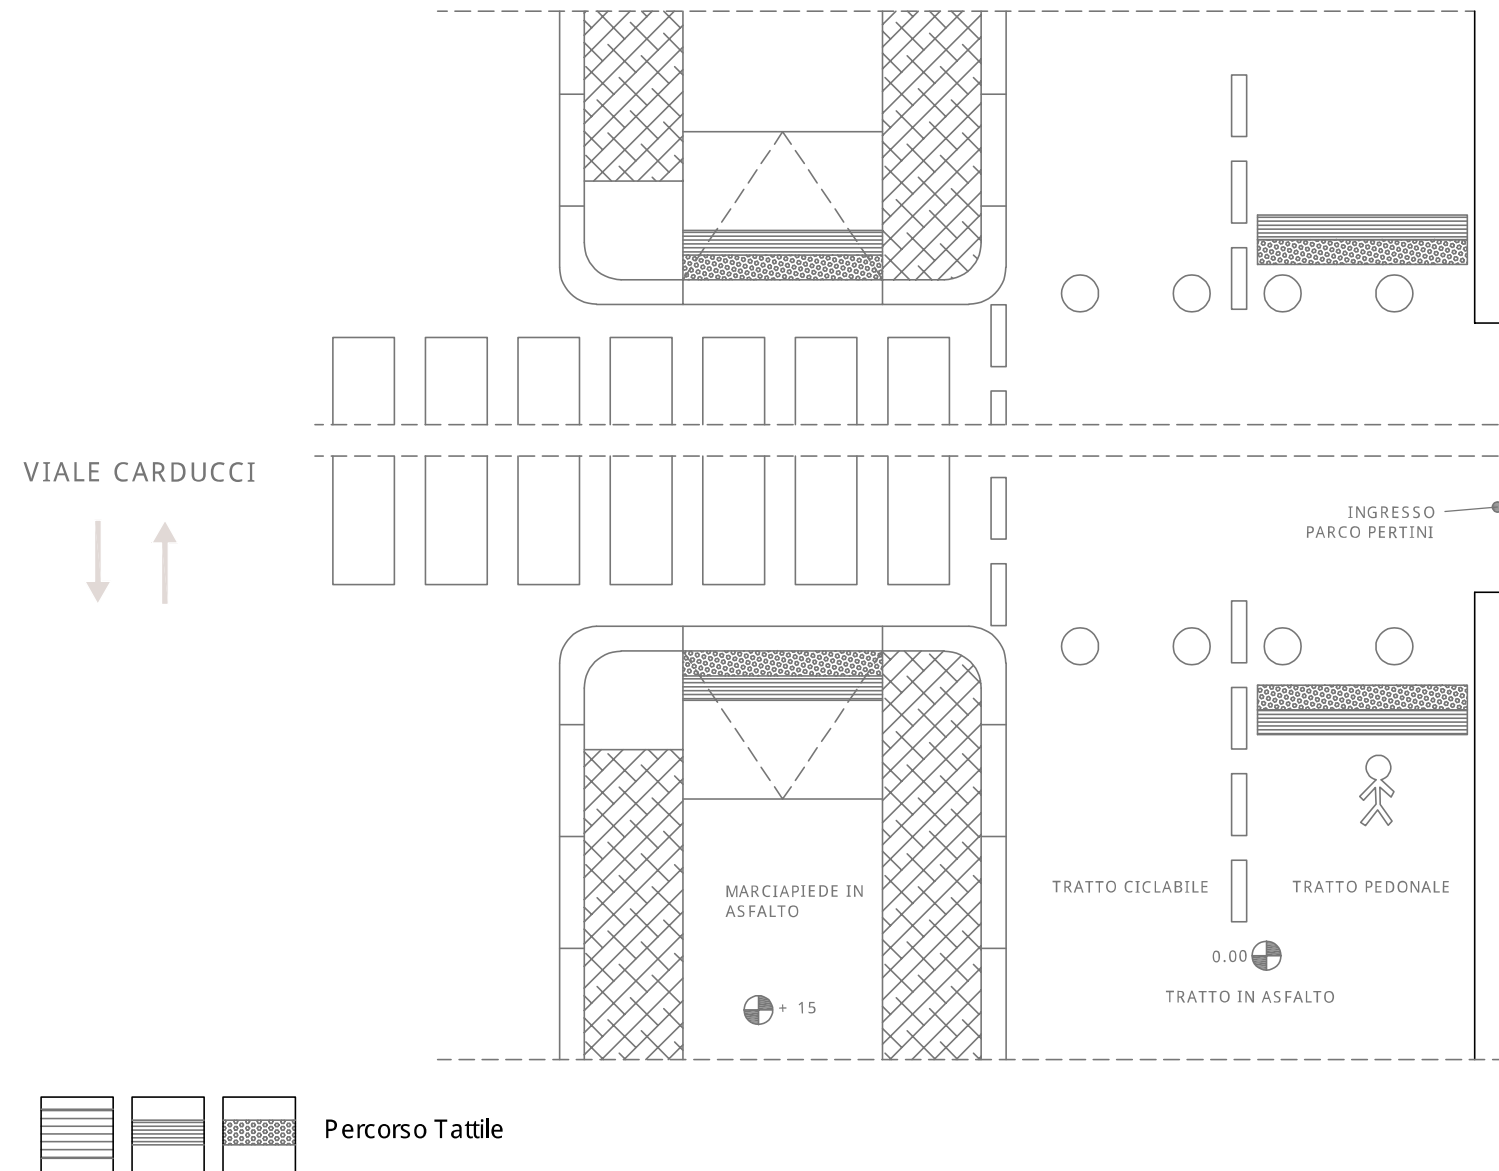 VIALE CARDUCCI
INGRESSO
PARCO PERTINI
MARCIAPIEDE IN
ASFALTO
TRATTO CICLABILE
TRATTO PEDONALE
0.00
TRATTO IN ASFALTO
+ 15
Percorso Tattile